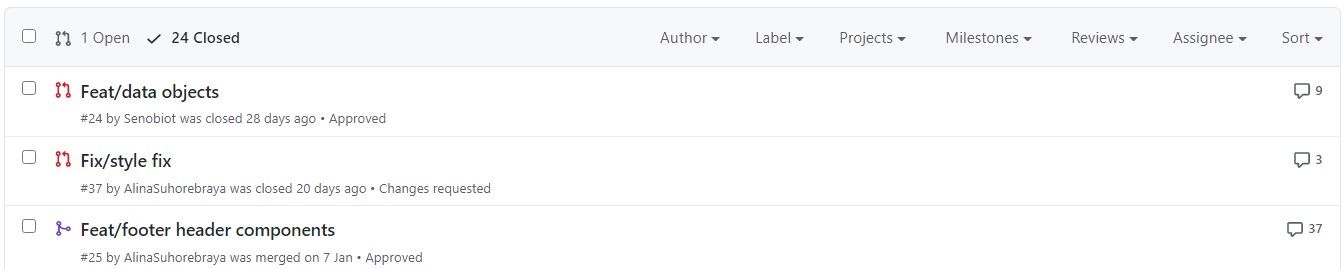 1 Open 24 Closed Author Label Projects Milestones Reviews Assignee Sort
Feat/data objects 9
#24 by Senobiot was closed 28 days ago • Approved
Fix/style fix 3
#37 by AlinaSuhorebraya was closed 20 days ago • Changes requested
Feat/footer header components 37
#25 by AlinaSuhorebraya was merged on 7 Jan • Approved